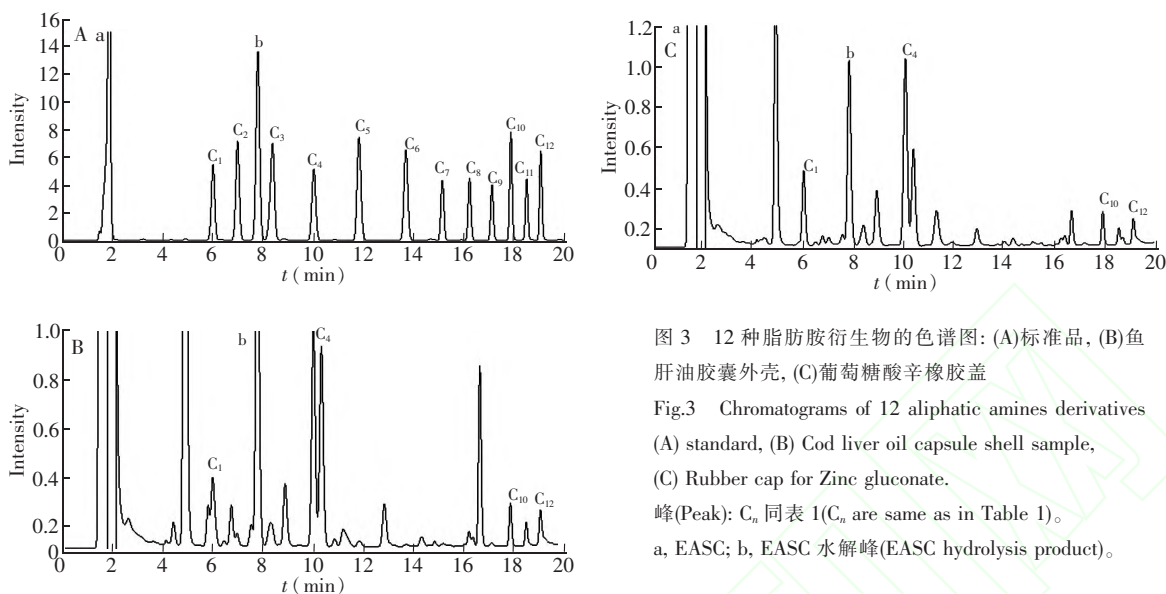 A a
16
14
12
10
8
6
4
2
0
Intensity
C₁
C₂
b
C₃
C₄
C₅
C₆
C₇
C₈
C₉
C₁₀
C₁₁
C₁₂
0 2 4 6 8 10 12 14 16 18 20
t (min)
B
1.0
0.8
0.6
0.4
0.2
0
Intensity
C₁
b
C₄
C₁₀
C₁₂
0 2 4 6 8 10 12 14 16 18 20
t (min)
a
C
1.2
1.0
0.8
0.6
0.4
0.2
Intensity
C₁
b
C₄
C₁₀
C₁₂
0 2 4 6 8 10 12 14 16 18 20
t (min)
图 3 12 种脂肪胺衍生物的色谱图: (A)标准品, (B)鱼
肝油胶囊外壳, (C)葡萄糖酸辛橡胶盖
Fig.3 Chromatograms of 12 aliphatic amines derivatives
(A) standard, (B) Cod liver oil capsule shell sample,
(C) Rubber cap for Zinc gluconate.
峰(Peak): Cₙ 同表 1(Cₙ are same as in Table 1)。
a, EASC; b, EASC 水解峰(EASC hydrolysis product)。